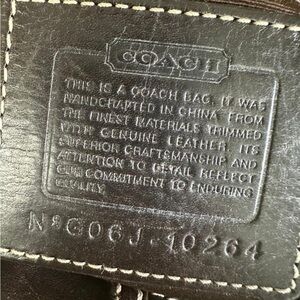 COACH
THIS IS A COACH BAG. IT WAS
HANDCRAFTED IN CHINA FROM
THE FINEST MATERIALS TRIMMED
WITH GENUINE LEATHER. ITS
SUPERIOR CRAFTSMANSHIP AND
ATTENTION TO DETAIL REFLECT
OUR COMMITMENT TO ENDURING
QUALITY.
Nº G06J-10264